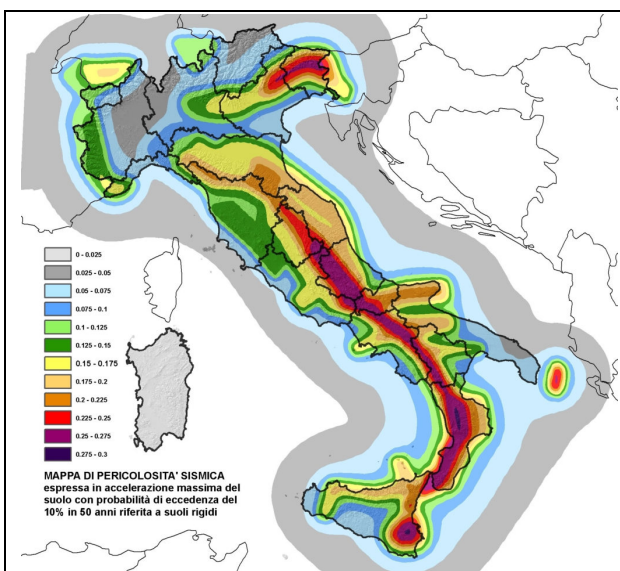 0 - 0.025
0.025 - 0.05
0.05 - 0.075
0.075 - 0.1
0.1 - 0.125
0.125 - 0.15
0.15 - 0.175
0.175 - 0.2
0.2 - 0.225
0.225 - 0.25
0.25 - 0.275
0.275 - 0.3
MAPPA DI PERICOLOSITA' SISMICA
espressa in accelerazione massima del
suolo con probabilità di eccedenza del
10% in 50 anni riferita a suoli rigidi